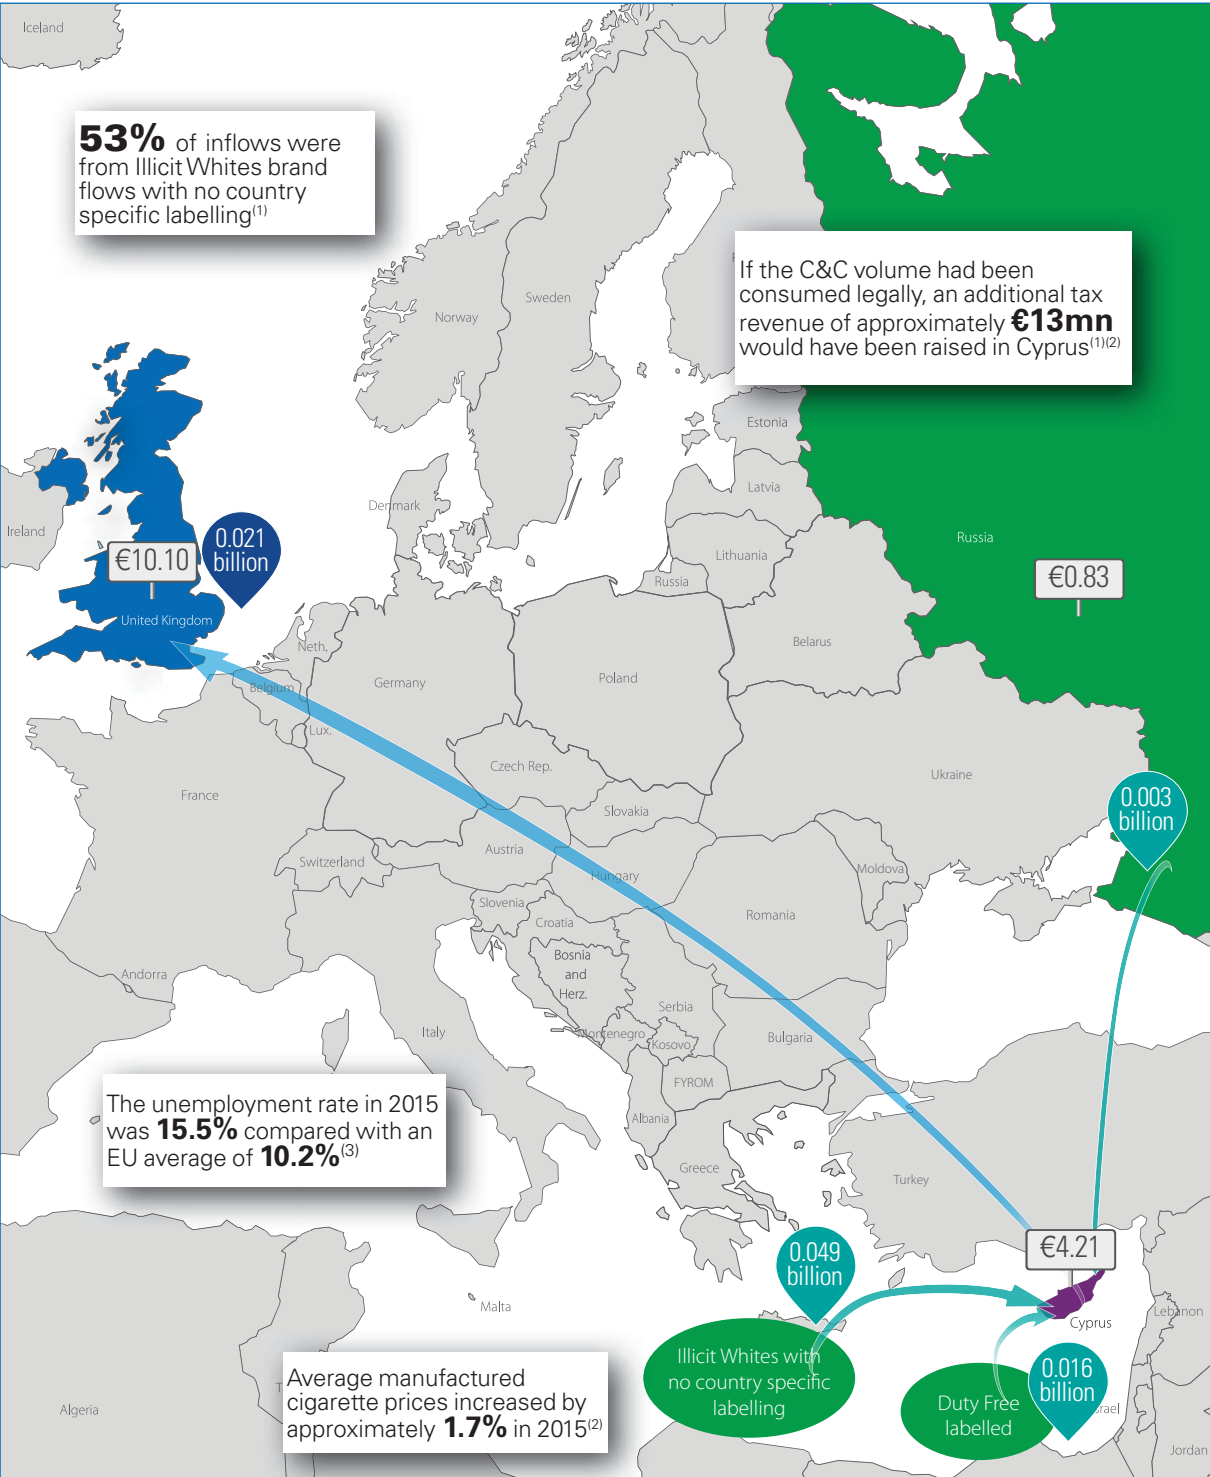 Iceland
53% of inflows were
from Illicit Whites brand
flows with no country
specific labelling(1)
If the C&C volume had been
consumed legally, an additional tax
revenue of approximately €13mn
would have been raised in Cyprus(1)(2)
Sweden
Norway
Estonia
Latvia
Denmark
Ireland
0.021
billion
€10.10
United Kingdom
Lithuania
Russia
Russia
€0.83
Belarus
Neth.
Belgium
Germany
Poland
Lux.
Czech Rep.
Ukraine
France
0.003
billion
Slovakia
Switzerland
Austria
Hungary
Moldova
Slovenia
Croatia
Romania
Bosnia
and
Herz.
Andorra
Serbia
Italy
Montenegro
Kosovo
Bulgaria
FYROM
Albania
The unemployment rate in 2015
was 15.5% compared with an
EU average of 10.2%(3)
Greece
Turkey
€4.21
0.049
billion
Malta
Cyprus
Lebanon
Illicit Whites with
no country specific
labelling
0.016
billion
Duty Free
labelled
srael
Average manufactured
cigarette prices increased by
approximately 1.7% in 2015(2)
T
Algeria
Jordan